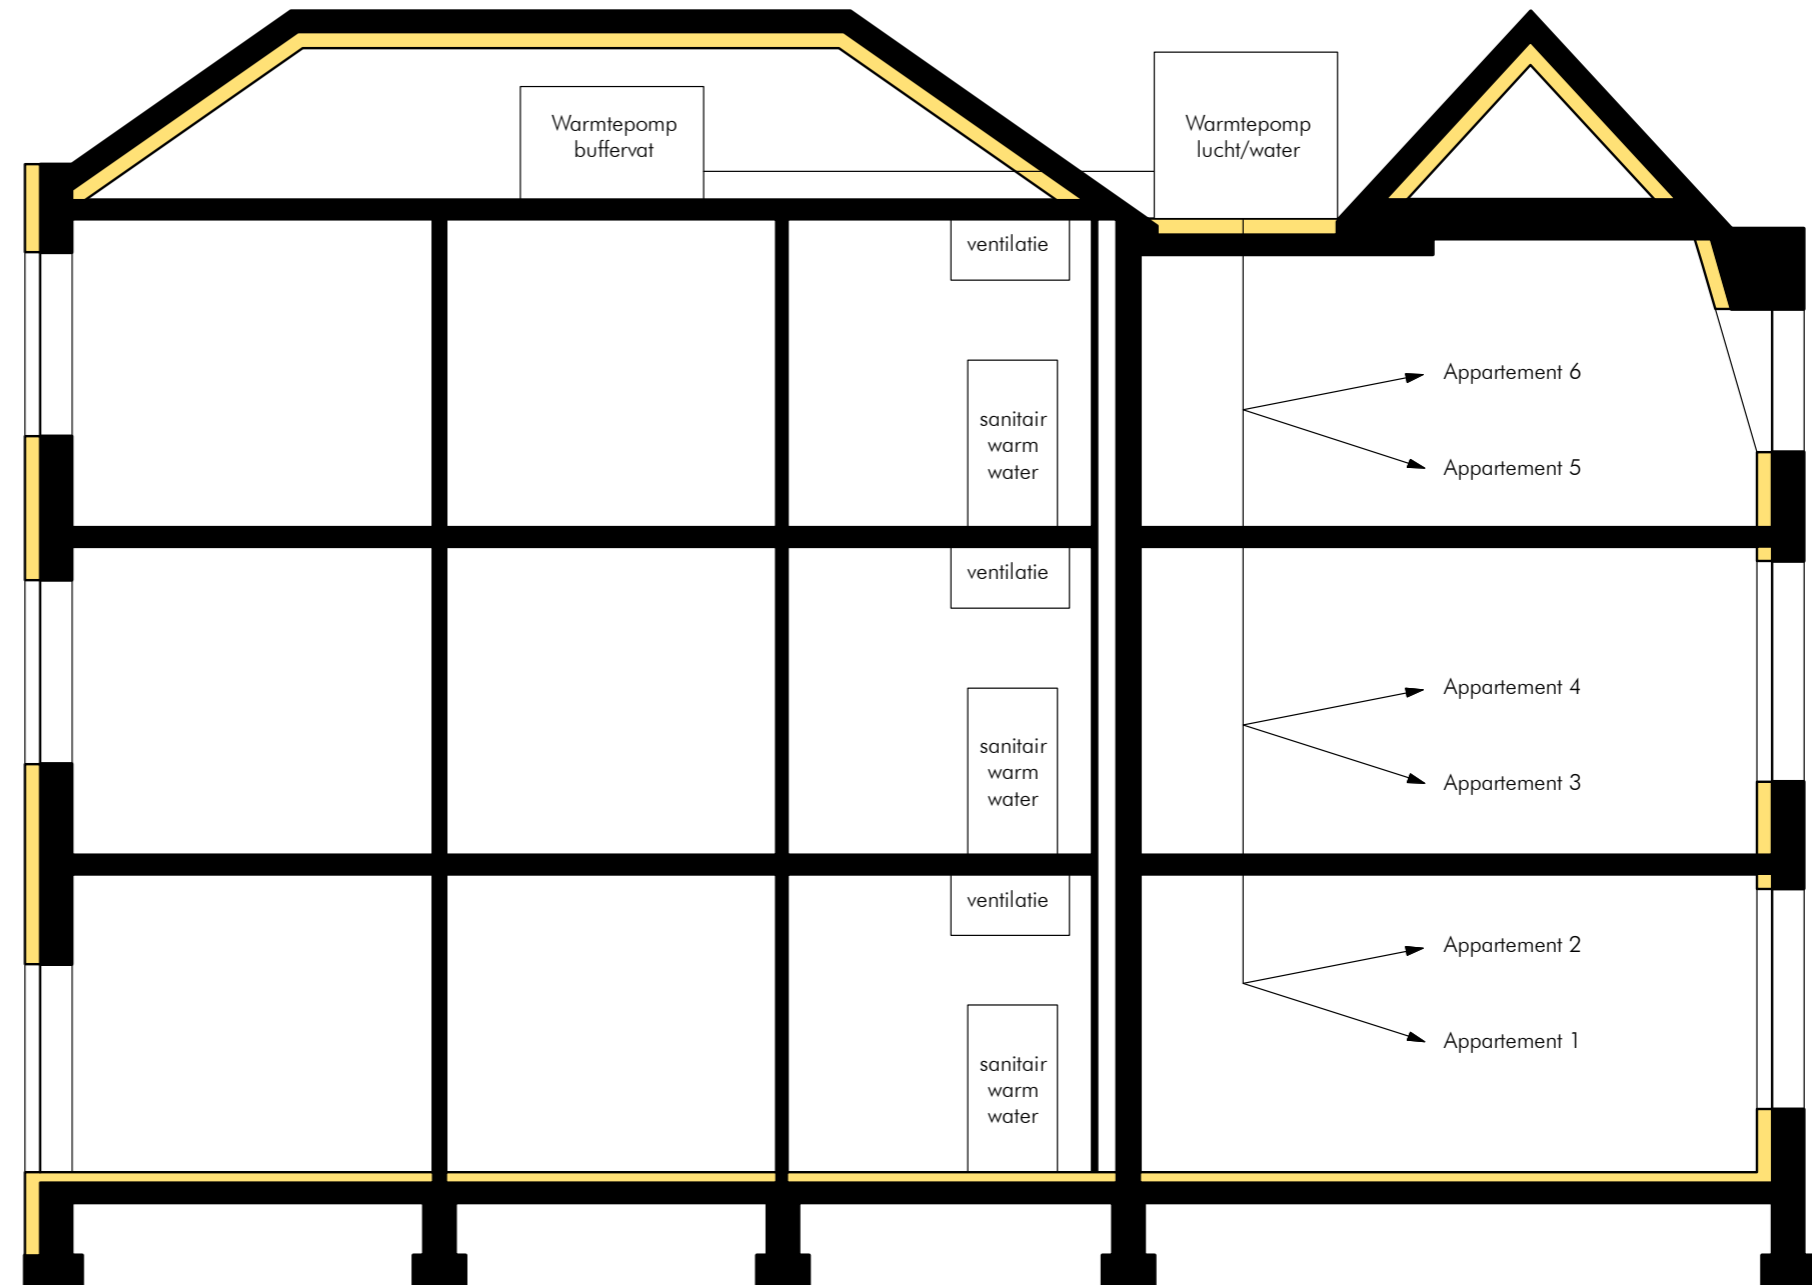 Warmtepomp
buffervat
Warmtepomp
lucht/water
ventilatie
sanitair
warm
water
Appartement 6
Appartement 5
ventilatie
sanitair
warm
water
Appartement 4
Appartement 3
ventilatie
sanitair
warm
water
Appartement 2
Appartement 1